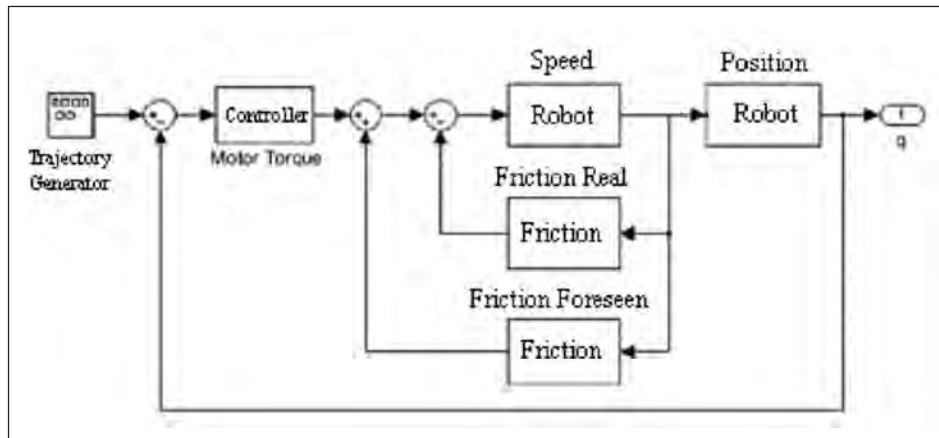 Speed
Position
Controller
Robot
Robot
Trajectory
Generator
Motor Torque
q
Friction Real
Friction
Friction Foreseen
Friction